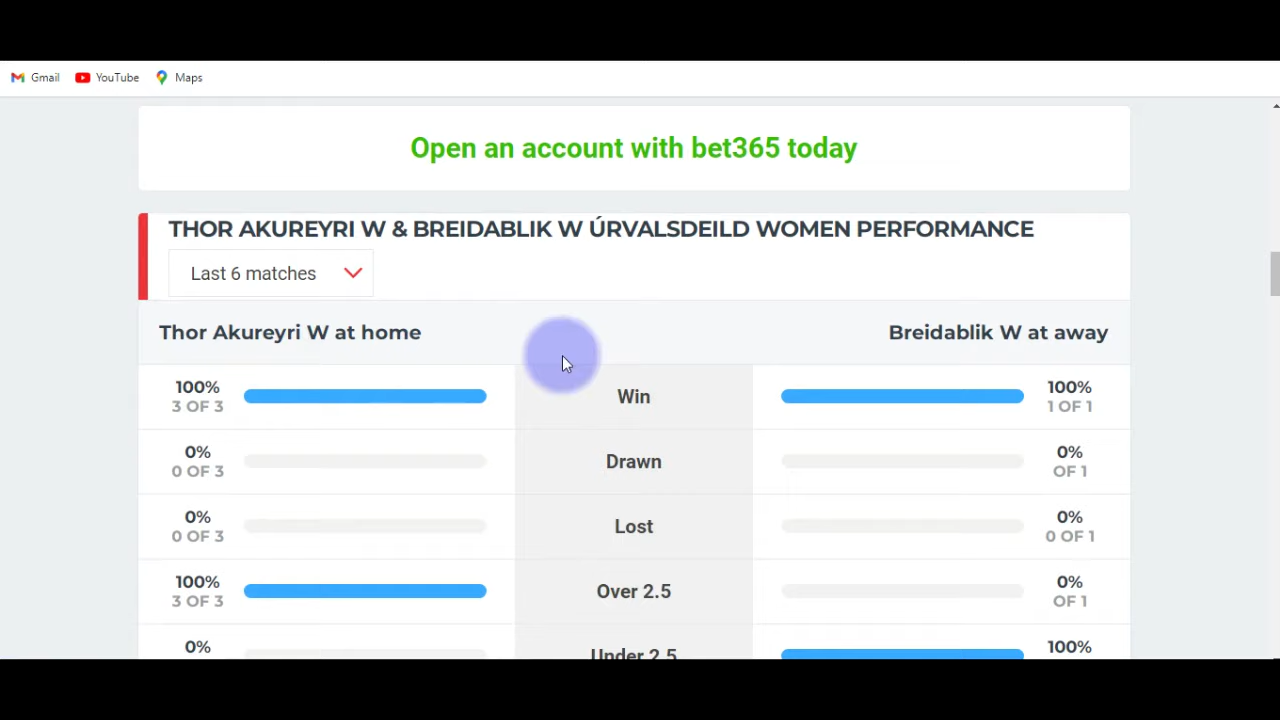 Gmail YouTube Maps
Open an account with bet365 today
THOR AKUREYRI W & BREIDABLIK W ÚRVALSDEILD WOMEN PERFORMANCE
Last 6 matches
Thor Akureyri W at home Breidablik W at away
100% Win 100%
3 OF 3 1 OF 1
0% Drawn 0%
0 OF 3 OF 1
0% Lost 0%
0 OF 3 0 OF 1
100% Over 2.5 0%
3 OF 3 OF 1
0% Under 2.5 100%